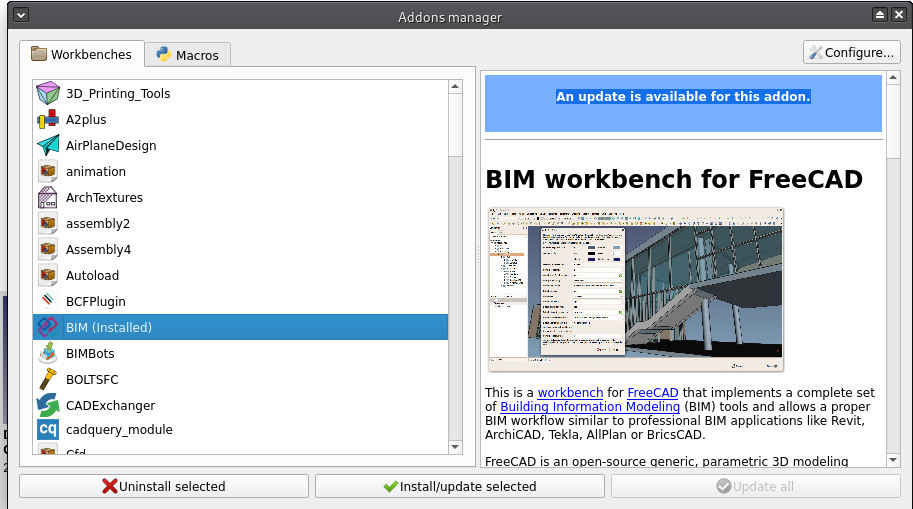 Addons manager
Workbenches
Macros
Configure...
3D_Printing_Tools
A2plus
AirPlaneDesign
animation
ArchTextures
assembly2
Assembly4
Autoload
BCFPlugin
BIM (Installed)
BIMBots
BOLTSFC
CADExchanger
cq cadquery_module
Cfd
An update is available for this addon.
BIM workbench for FreeCAD
This is a workbench for FreeCAD that implements a complete set
of Building Information Modeling (BIM) tools and allows a proper
BIM workflow similar to professional BIM applications like Revit,
ArchiCAD, Tekla, AllPlan or BricsCAD.
FreeCAD is an open-source generic, parametric 3D modeling
Uninstall selected
Install/update selected
Update all